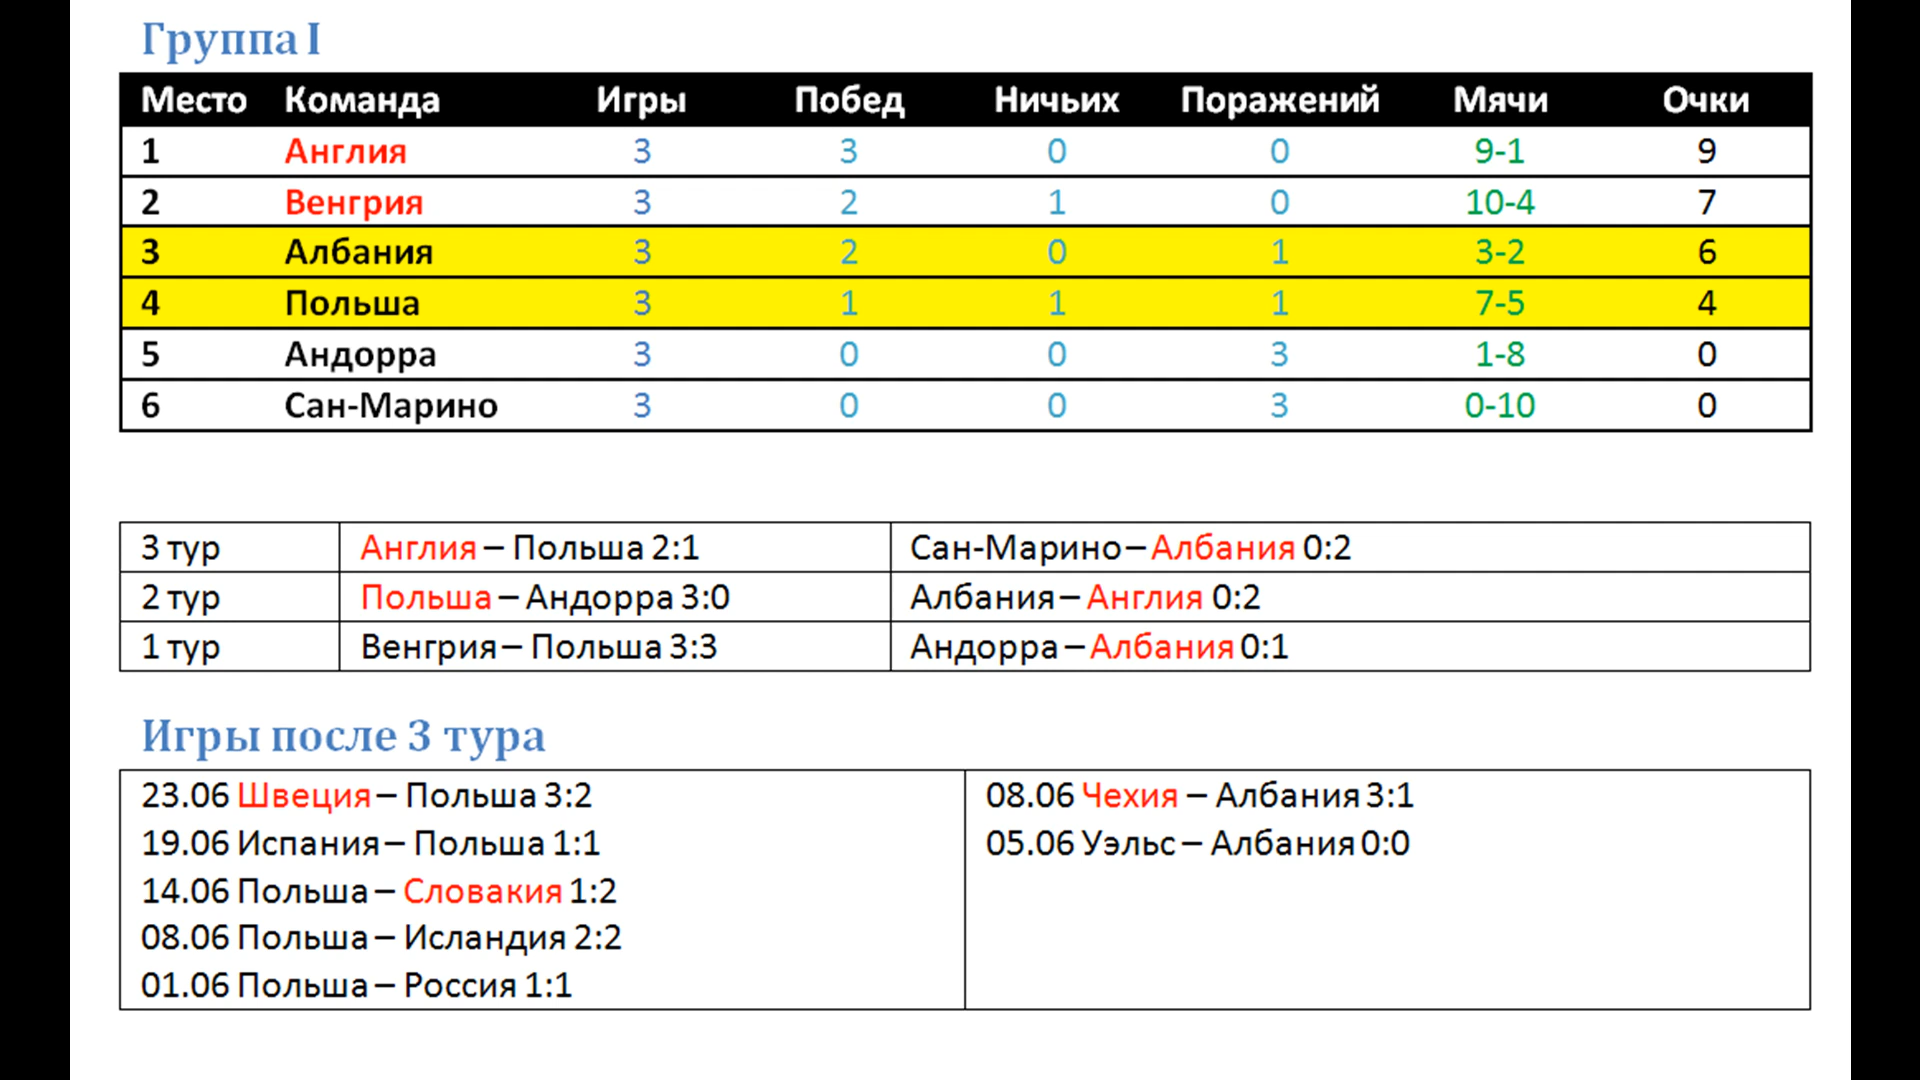 Группа I
Место Команда Игры Побед Ничьих Поражений Мячи Очки
1 Англия 3 3 0 0 9-1 9
2 Венгрия 3 2 1 0 10-4 7
3 Албания 3 2 0 1 3-2 6
4 Польша 3 1 1 1 7-5 4
5 Андорра 3 0 0 3 1-8 0
6 Сан-Марино 3 0 0 3 0-10 0
3 тур Англия – Польша 2:1 Сан-Марино – Албания 0:2
2 тур Польша – Андорра 3:0 Албания – Англия 0:2
1 тур Венгрия – Польша 3:3 Андорра – Албания 0:1
Игры после 3 тура
23.06 Швеция – Польша 3:2
19.06 Испания – Польша 1:1
14.06 Польша – Словакия 1:2
08.06 Польша – Исландия 2:2
01.06 Польша – Россия 1:1
08.06 Чехия – Албания 3:1
05.06 Уэльс – Албания 0:0